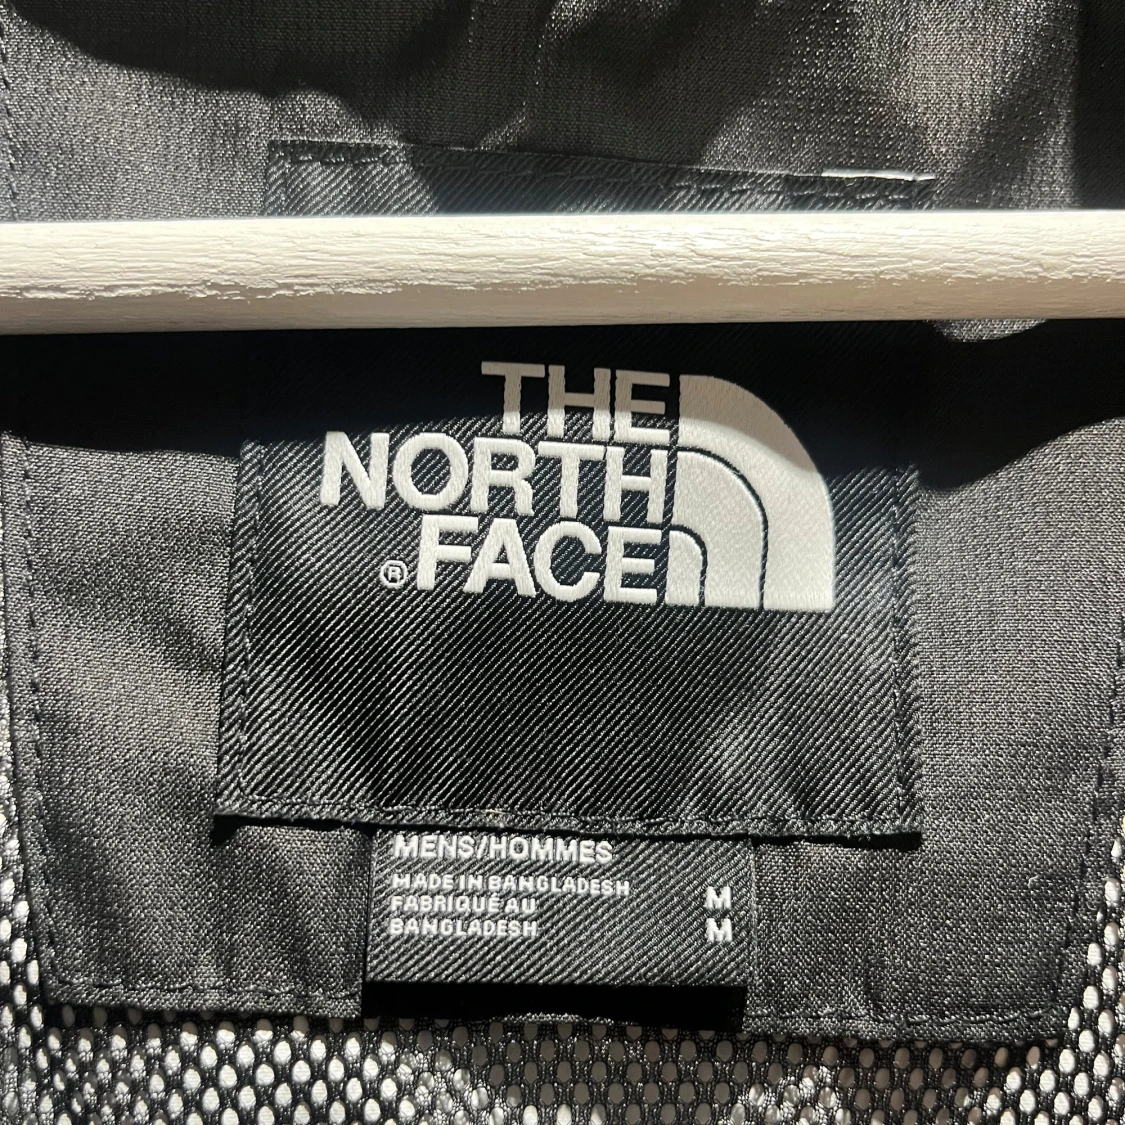 THE
NORTH
®FACE
MENS/HOMMES
MADE IN BANGLADESH M
FABRIQUÉ AU
BANGLADESH M